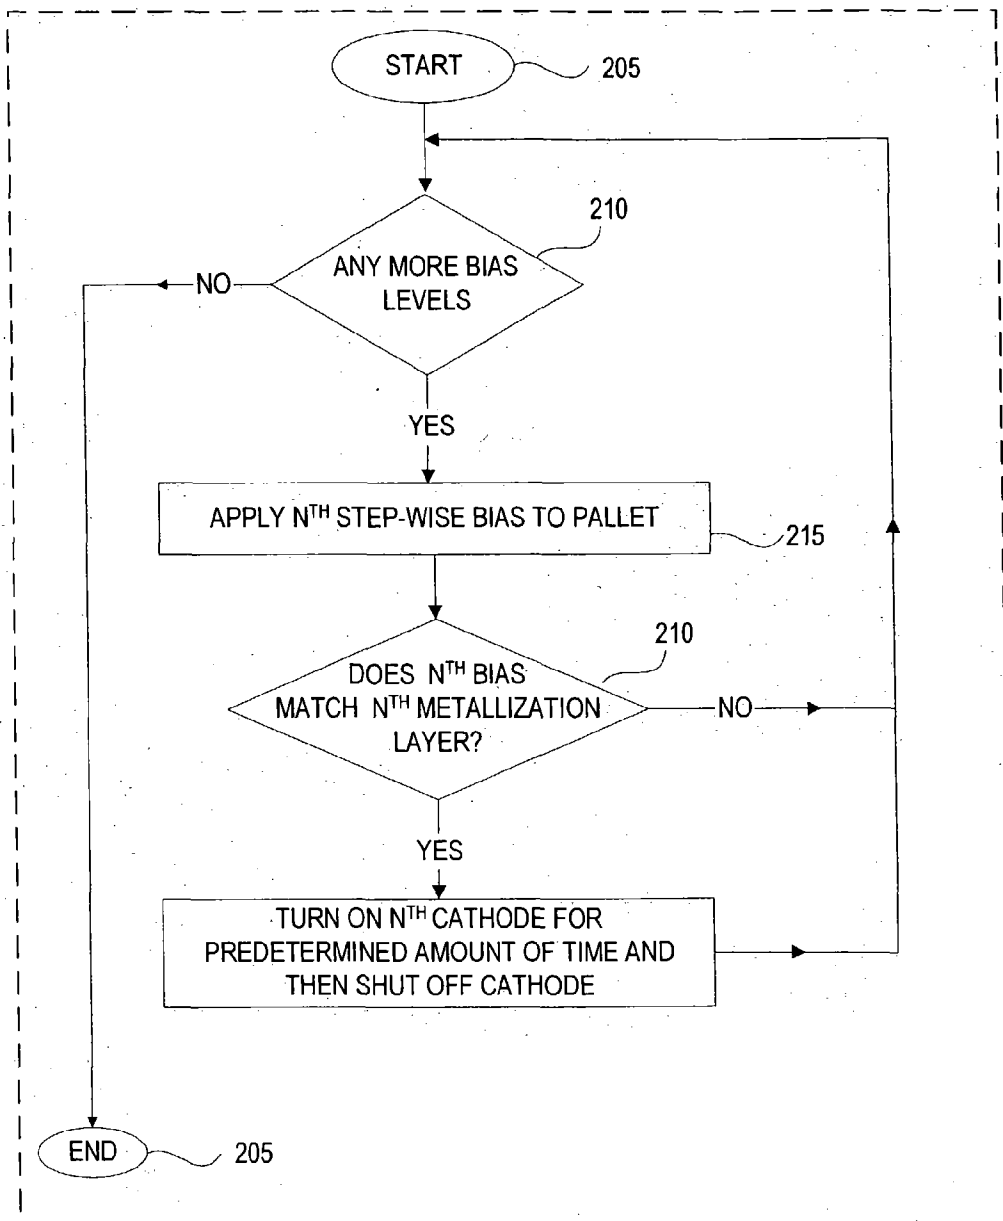 START
205
210
ANY MORE BIAS
LEVELS
NO
YES
APPLY NTH STEP-WISE BIAS TO PALLET
215
210
DOES NTH BIAS
MATCH NTH METALLIZATION
LAYER?
NO
YES
TURN ON NTH CATHODE FOR
PREDETERMINED AMOUNT OF TIME AND
THEN SHUT OFF CATHODE
END
205